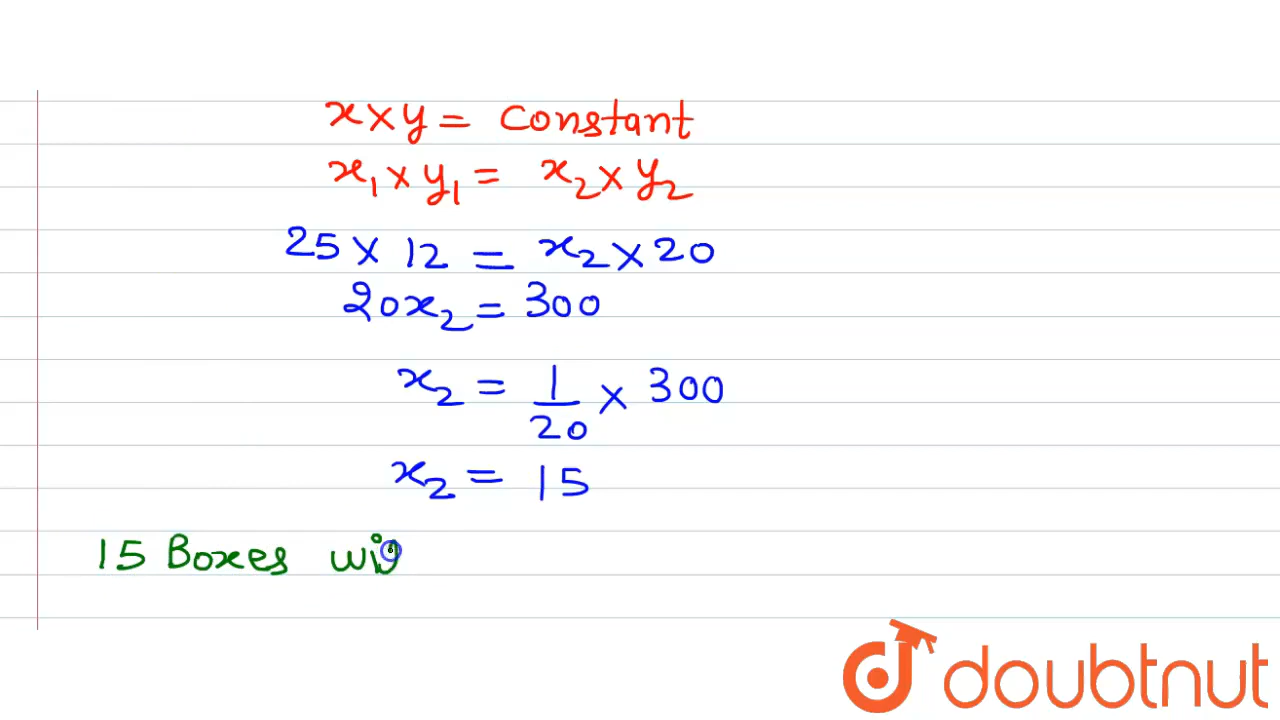 x × y = constant
x₁ × y₁ = x₂ × y₂
25 × 12 = x₂ × 20
20x₂ = 300
x₂ = 1/20 × 300
x₂ = 15
15 Boxes
doubtnut